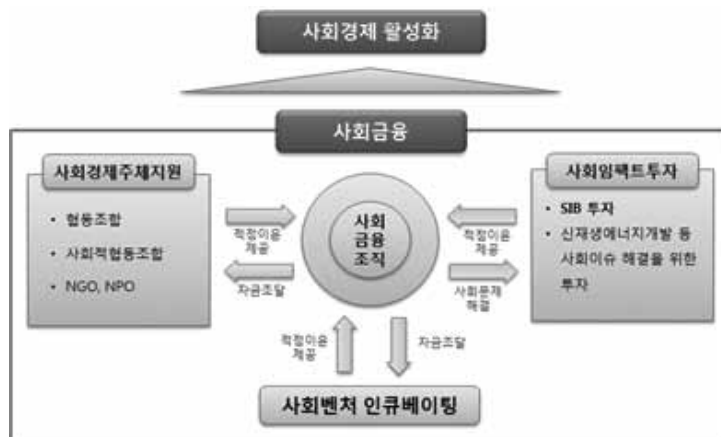 사회경제 활성화
사회금융
사회경제주체지원
• 협동조합
• 사회적협동조합
• NGO, NPO
적정이윤
제공
자금조달
사회
금융
조직
적정이윤
제공
사회문제
해결
사회임팩트투자
• SIB 투자
• 신재생에너지개발 등
사회이슈 해결을 위한
투자
적정이윤
제공
자금조달
사회벤처 인큐베이팅